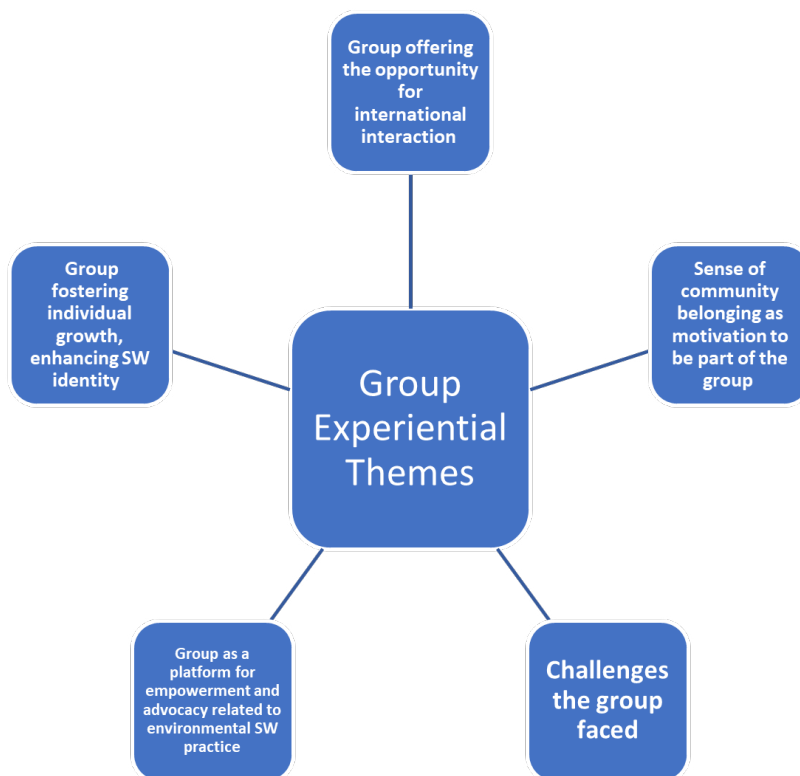 Group offering
the opportunity
for
international
interaction
Group
fostering
individual
growth,
enhancing SW
identity
Sense of
community
belonging as
motivation to
be part of the
group
Group
Experiential
Themes
Group as a
platform for
empowerment and
advocacy related to
environmental SW
practice
Challenges
the group
faced